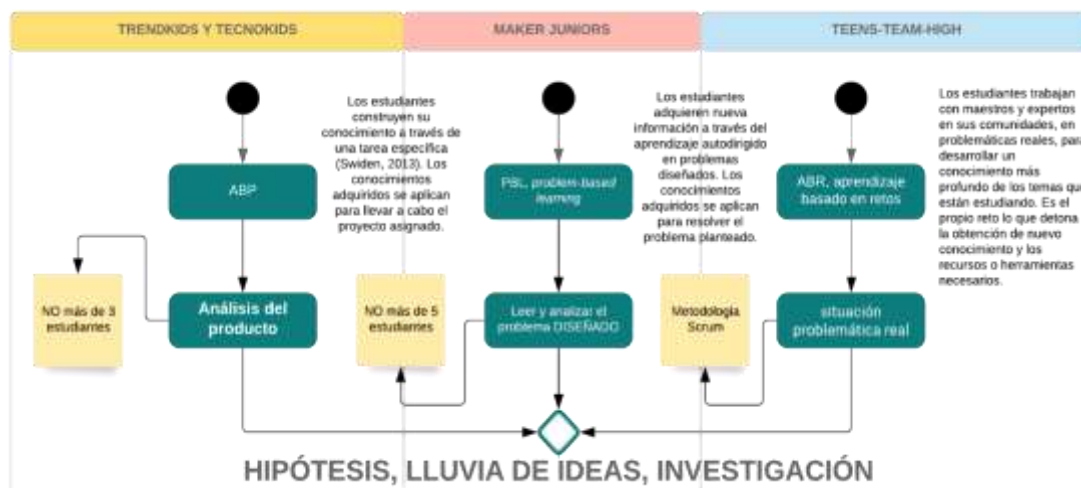 TRENDKIDS Y TECNOKIDS
MAKER JUNIORS
TEENS-TEAM-HIGH
Los estudiantes
construyen su
conocimiento a través de
una tarea específica
(Swiden, 2013). Los
conocimientos
adquiridos se aplican
para llevar a cabo el
proyecto asignado.
Los estudiantes
adquieren nueva
información a través del
aprendizaje autodirigido
en problemas
diseñados. Los
conocimientos
adquiridos se aplican
para resolver el
problema planteado.
Los estudiantes trabajan
con maestros y expertos
en sus comunidades, en
problemáticas reales, para
desarrollar un
conocimiento más
profundo de los temas que
están estudiando. Es el
propio reto lo que detona
la obtención de nuevo
conocimiento y los
recursos o herramientas
necesarios.
ABP
PBL, problem-based
learning
ABR, aprendizaje
basado en retos
NO más de 3
estudiantes
Análisis del
producto
NO más de 5
estudiantes
Leer y analizar el
problema DISEÑADO
Metodología
Scrum
situación
problemática real
HIPÓTESIS, LLUVIA DE IDEAS, INVESTIGACIÓN